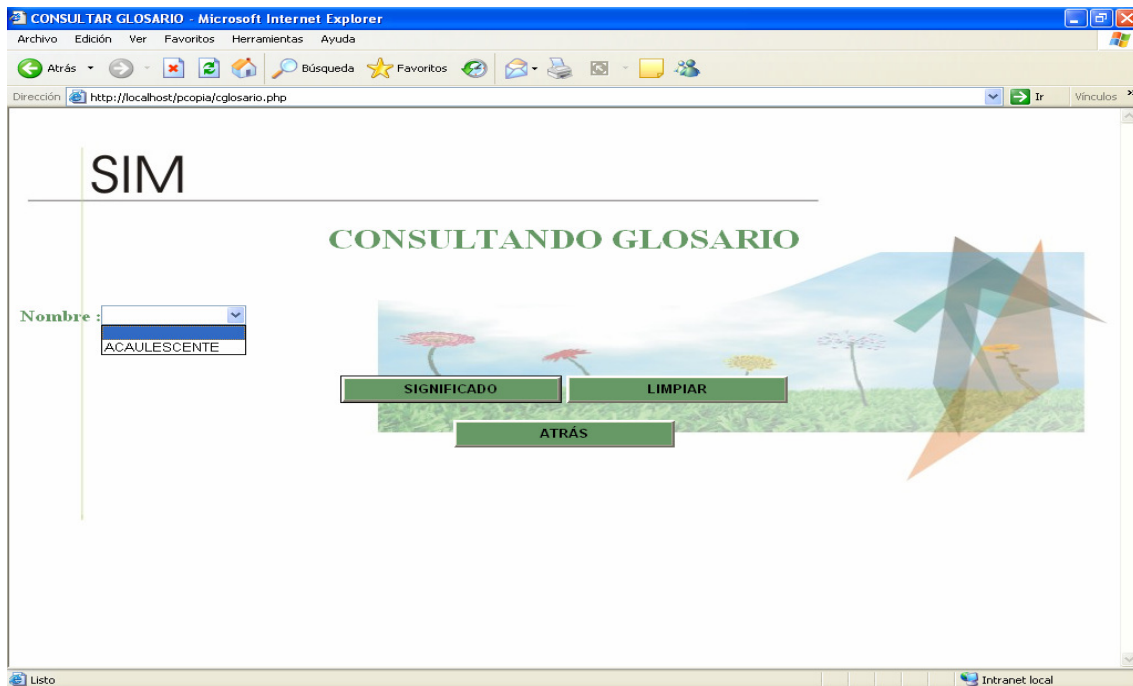 CONSULTAR GLOSARIO - Microsoft Internet Explorer
Archivo Edición Ver Favoritos Herramientas Ayuda
Atrás Búsqueda Favoritos
Dirección http://localhost/pcopia/cglosario.php Ir Vínculos »
SIM
CONSULTANDO GLOSARIO
Nombre :
ACAULESCENTE
SIGNIFICADO LIMPIAR
ATRÁS
Listo Intranet local